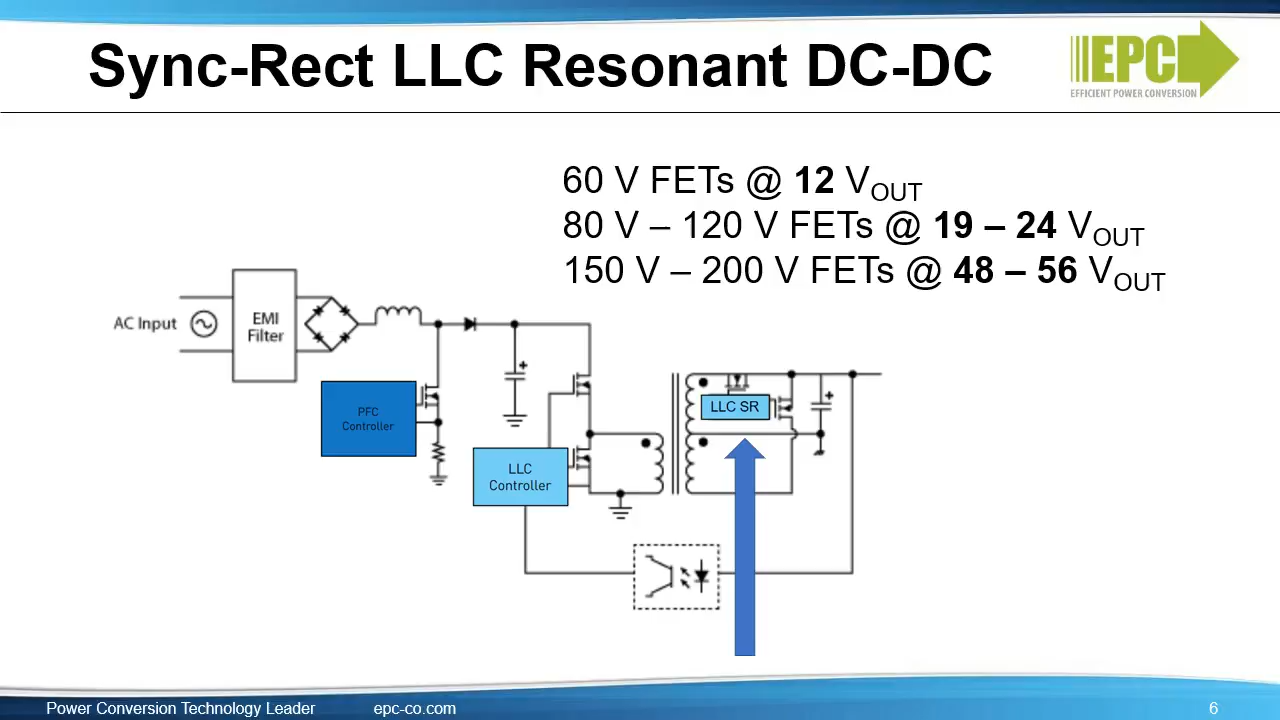 Sync-Rect LLC Resonant DC-DC
EPC
EFFICIENT POWER CONVERSION
60 V FETs @ 12 VOUT
80 V – 120 V FETs @ 19 – 24 VOUT
150 V – 200 V FETs @ 48 – 56 VOUT
AC Input
EMI
Filter
PFC
Controller
LLC
Controller
LLC SR
+
+
Power Conversion Technology Leader
epc-co.com
6